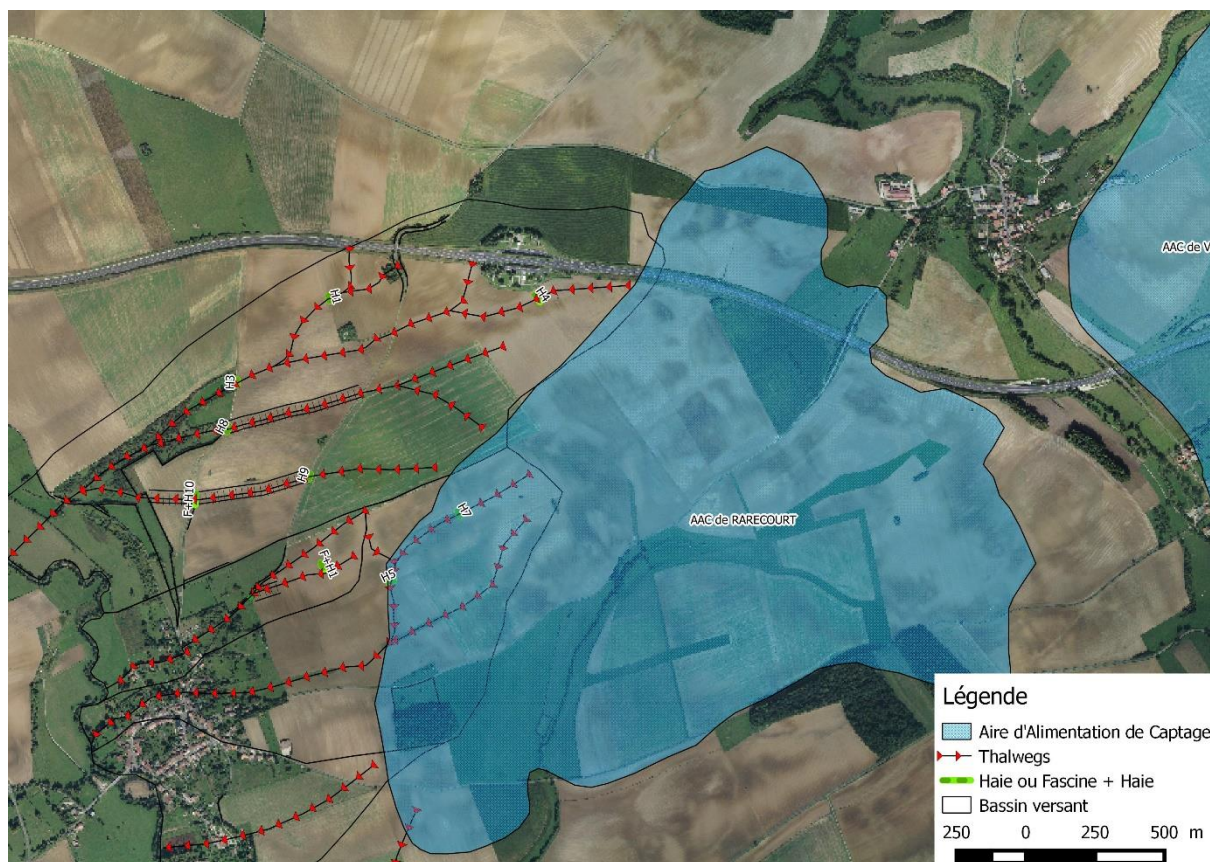 AAC de V
H1
H4
H3
H8
H9
F+H10
H7
AAC de RARECOURT
F+H1
H5
Légende
Aire d'Alimentation de Captage
Thalwegs
Haie ou Fascine + Haie
Bassin versant
250 0 250 500 m